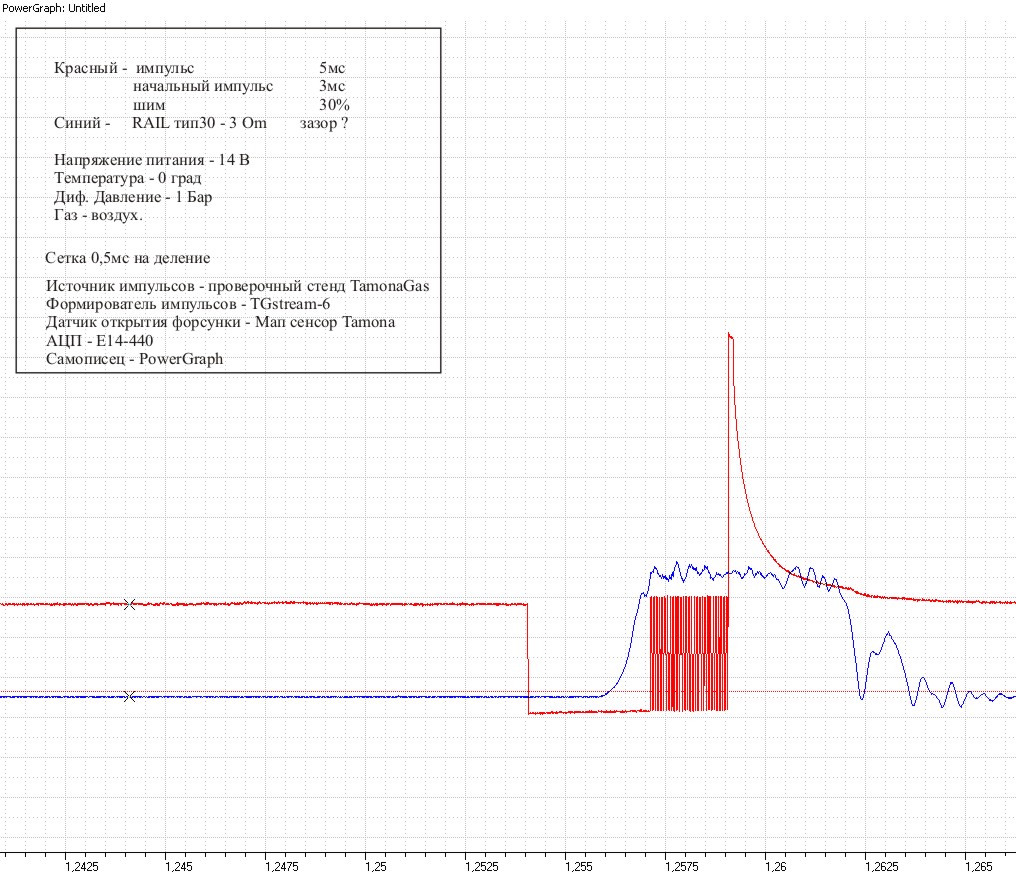 PowerGraph: Untitled
Красный - импульс 5мс
начальный импульс 3мс
шим 30%
Синий - RAIL тип30 - 3 Om зазор ?
Напряжение питания - 14 В
Температура - 0 град
Диф. Давление - 1 Бар
Газ - воздух.
Сетка 0,5мс на деление
Источник импульсов - проверочный стенд TamonaGas
Формирователь импульсов - TGstream-6
Датчик открытия форсунки - Мап сенсор Tamona
АЦП - E14-440
Самописец - PowerGraph
1,2425 1,245 1,2475 1,25 1,2525 1,255 1,2575 1,26 1,2625 1,265